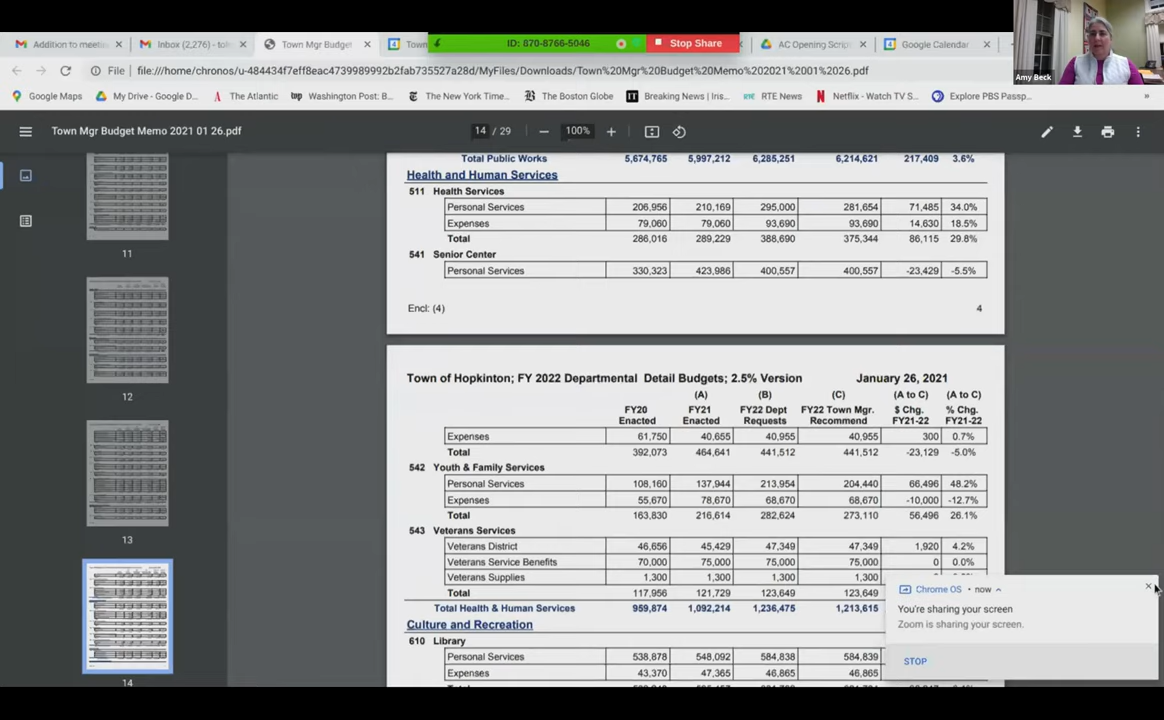 Addition to meetin
Inbox (2,276) - tot
Town Mgr Budget
Town
ID: 870-8766-5046
Stop Share
AC Opening Scrip
Google Calendar
File | file:///home/chronos/u-484434f7eff8eac4739989992b2fab735527a28d/MyFiles/Downloads/Town%20Mgr%20Budget%20Memo%202021%2001%2026.pdf
Amy Beck
Google Maps
My Drive - Google D...
The Atlantic
wp Washington Post: B...
The New York Time...
The Boston Globe
Breaking News | Ins...
RTE News
Netflix - Watch TV S...
Explore PBS Passp...
»
Town Mgr Budget Memo 2021 01 26.pdf
14 / 29
100%
11
12
13
14
Total Public Works 5,674,765 5,997,212 6,285,251 6,214,621 217,409 3.6%
Health and Human Services
511 Health Services
Personal Services 206,956 210,169 295,000 281,654 71,485 34.0%
Expenses 79,060 79,060 93,690 93,690 14,630 18.5%
Total 286,016 289,229 388,690 375,344 86,115 29.8%
541 Senior Center
Personal Services 330,323 423,986 400,557 400,557 -23,429 -5.5%
Encl: (4) 4
Town of Hopkinton; FY 2022 Departmental Detail Budgets; 2.5% Version January 26, 2021
(A) (B) (C) (A to C) (A to C)
FY20 FY21 FY22 Dept FY22 Town Mgr. $ Chg. % Chg.
Enacted Enacted Requests Recommend FY21-22 FY21-22
Expenses 61,750 40,655 40,955 40,955 300 0.7%
Total 392,073 464,641 441,512 441,512 -23,129 -5.0%
542 Youth & Family Services
Personal Services 108,160 137,944 213,954 204,440 66,496 48.2%
Expenses 55,670 78,670 68,670 68,670 -10,000 -12.7%
Total 163,830 216,614 282,624 273,110 56,496 26.1%
543 Veterans Services
Veterans District 46,656 45,429 47,349 47,349 1,920 4.2%
Veterans Service Benefits 70,000 75,000 75,000 75,000 0 0.0%
Veterans Supplies 1,300 1,300 1,300 1,300
Total 117,956 121,729 123,649 123,649
Total Health & Human Services 959,874 1,092,214 1,236,475 1,213,615
Culture and Recreation
610 Library
Personal Services 538,878 548,092 584,838 584,839
Expenses 43,370 47,365 46,865 46,865
Chrome OS • now
You're sharing your screen
Zoom is sharing your screen.
STOP